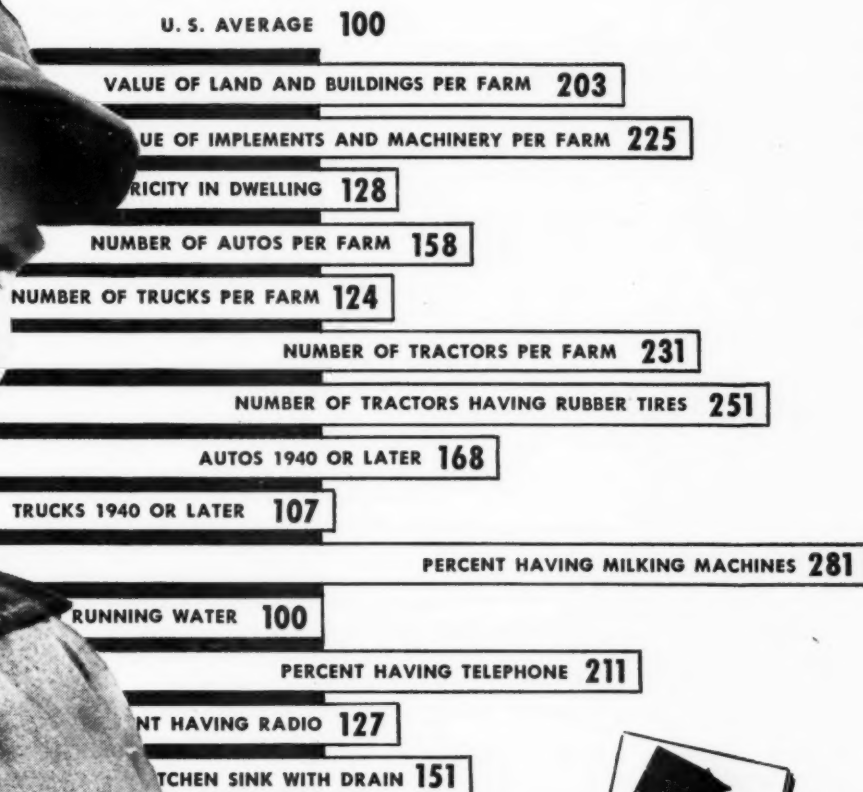 U. S. AVERAGE 100
VALUE OF LAND AND BUILDINGS PER FARM 203
UE OF IMPLEMENTS AND MACHINERY PER FARM 225
RICITY IN DWELLING 128
NUMBER OF AUTOS PER FARM 158
NUMBER OF TRUCKS PER FARM 124
NUMBER OF TRACTORS PER FARM 231
NUMBER OF TRACTORS HAVING RUBBER TIRES 251
AUTOS 1940 OR LATER 168
TRUCKS 1940 OR LATER 107
PERCENT HAVING MILKING MACHINES 281
RUNNING WATER 100
PERCENT HAVING TELEPHONE 211
NT HAVING RADIO 127
TCHEN SINK WITH DRAIN 151